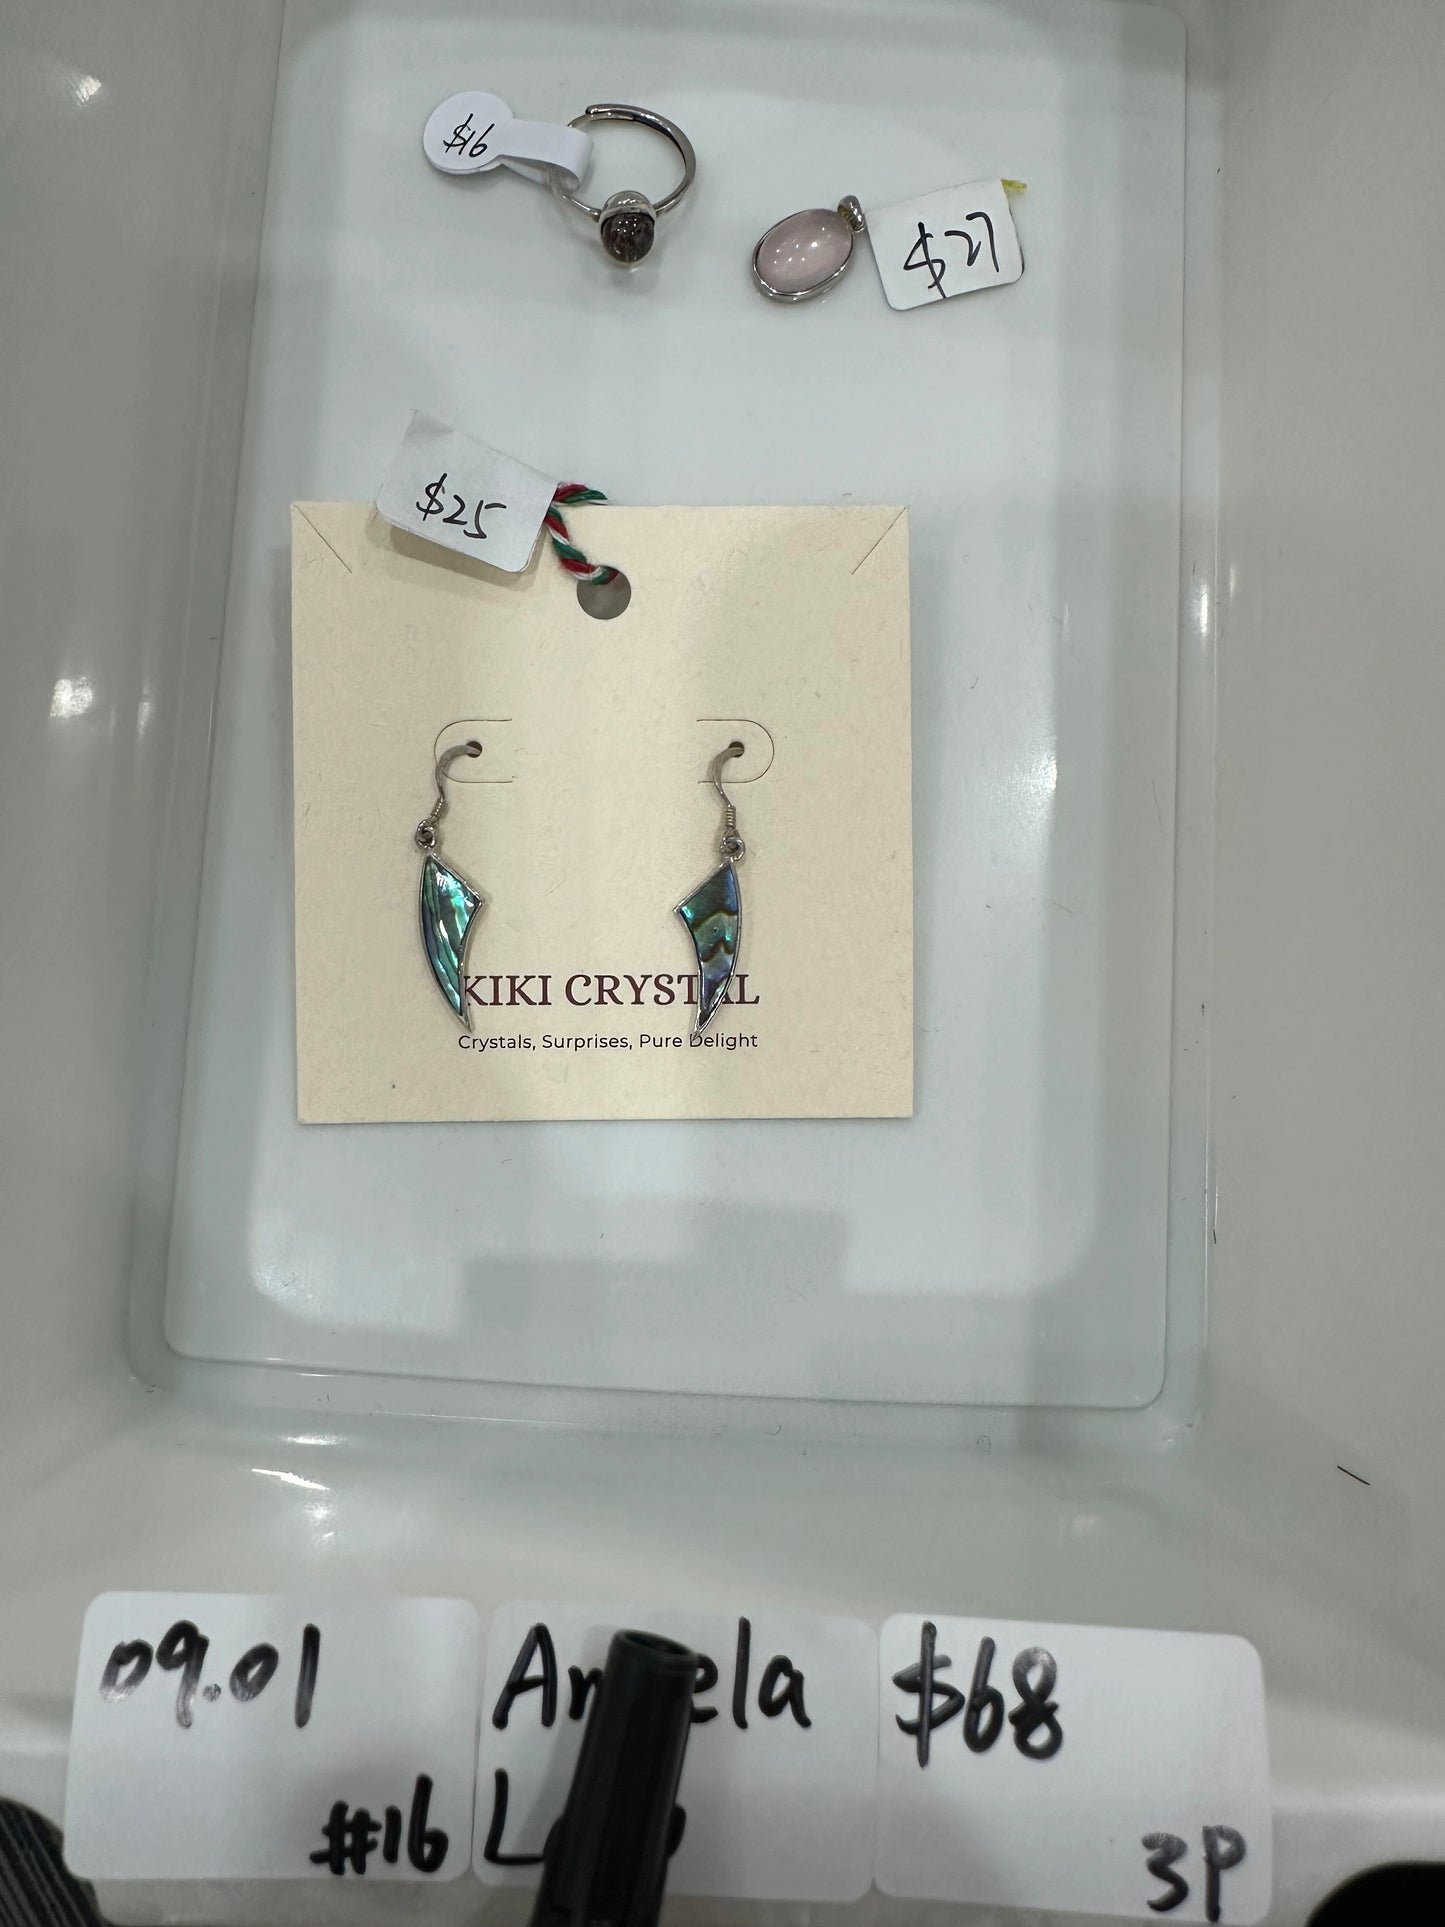 $16
$27
$25
KIKI CRYSTAL
Crystals, Surprises, Pure Delight
09.01
#16
$68
3P